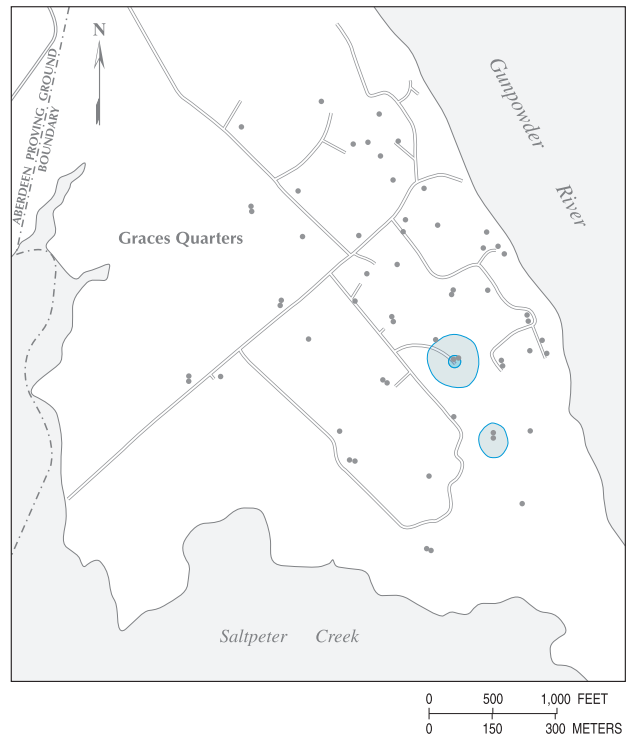 N
ABERDEEN PROVING GROUND
BOUNDARY
Gunpowder
River
Graces Quarters
Saltpeter Creek
0 500 1,000 FEET
0 150 300 METERS